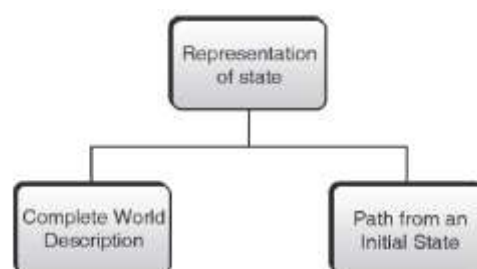 Representation
of state
Complete World
Description
Path from an
Initial State